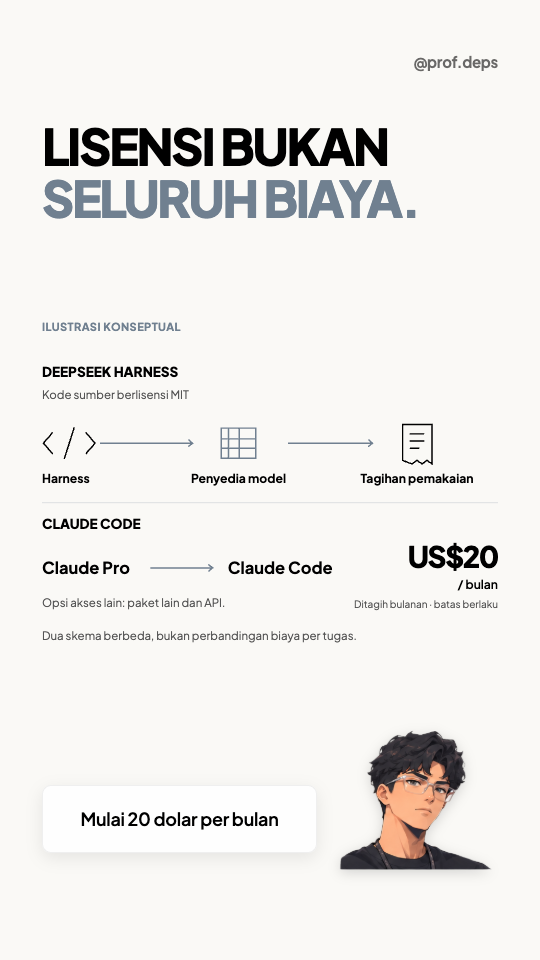 @prof.deps
LISENSI BUKAN
SELURUH BIAYA.
ILUSTRASI KONSEPTUAL
DEEPSEEK HARNESS
Kode sumber berlisensi MIT
Harness
Penyedia model
Tagihan pemakaian
CLAUDE CODE
Claude Pro
Claude Code
US$20
/ bulan
Opsi akses lain: paket lain dan API.
Ditagih bulanan · batas berlaku
Dua skema berbeda, bukan perbandingan biaya per tugas.
Mulai 20 dolar per bulan